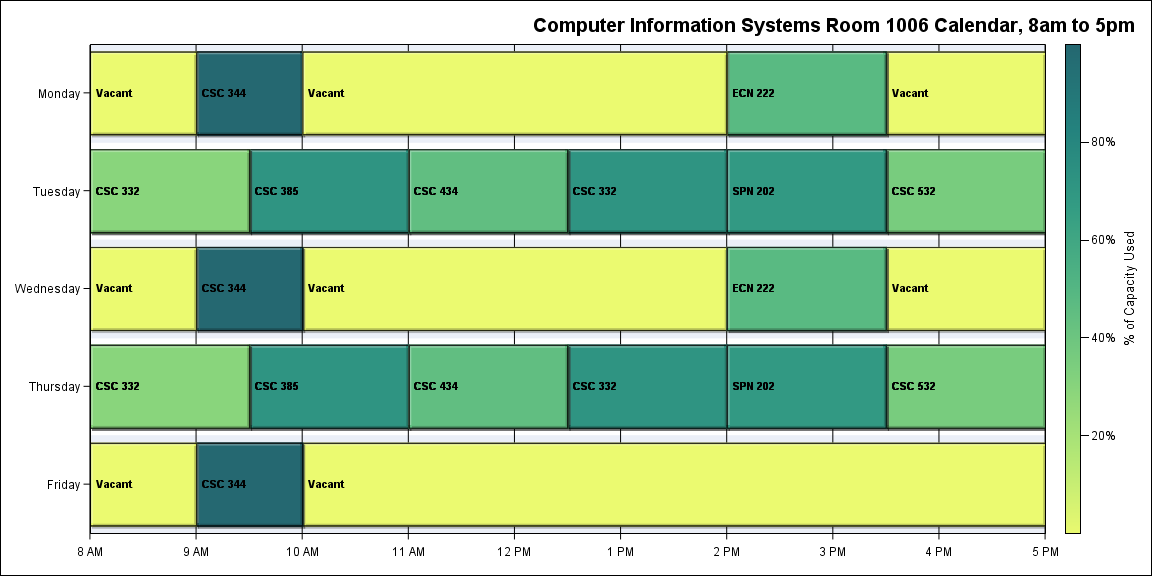 Computer Information Systems Room 1006 Calendar, 8am to 5pm
Monday
Vacant
CSC 344
Vacant
ECN 222
Vacant
Tuesday
CSC 332
CSC 385
CSC 434
CSC 332
SPN 202
CSC 532
Wednesday
Vacant
CSC 344
Vacant
ECN 222
Vacant
Thursday
CSC 332
CSC 385
CSC 434
CSC 332
SPN 202
CSC 532
Friday
Vacant
CSC 344
Vacant
8 AM
9 AM
10 AM
11 AM
12 PM
1 PM
2 PM
3 PM
4 PM
5 PM
80%
60%
40%
20%
% of Capacity Used